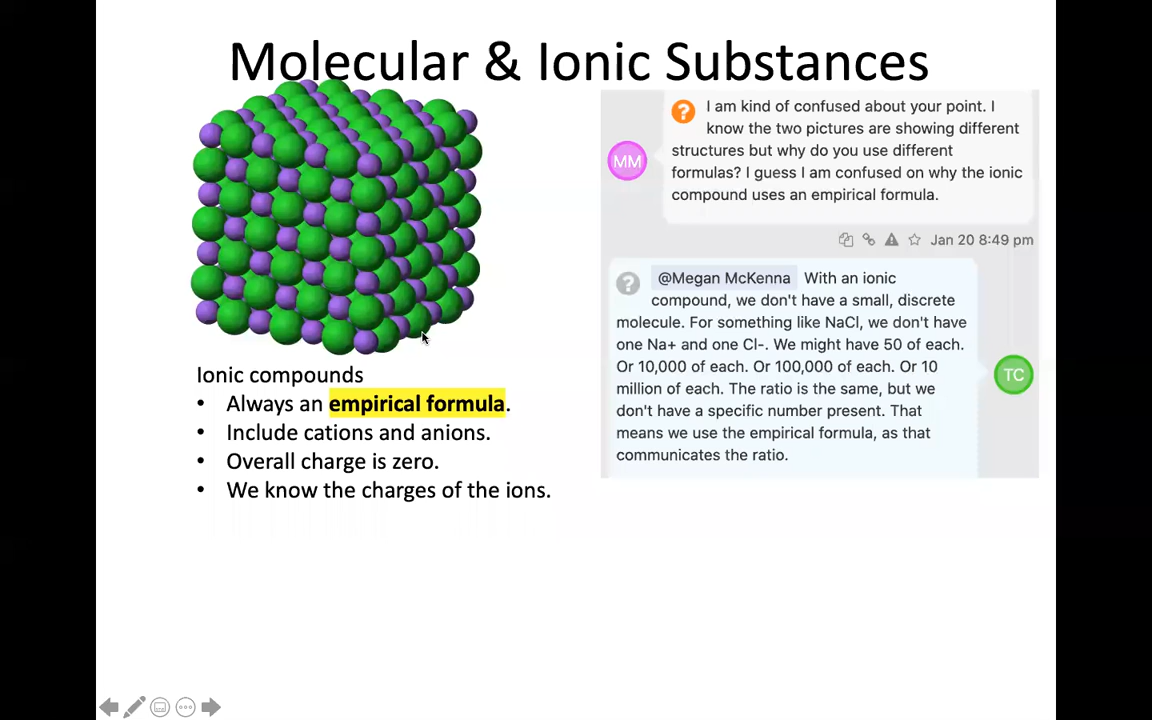 Molecular & Ionic Substances
Ionic compounds
• Always an empirical formula.
• Include cations and anions.
• Overall charge is zero.
• We know the charges of the ions.
? I am kind of confused about your point. I
know the two pictures are showing different
MM
structures but why do you use different
formulas? I guess I am confused on why the ionic
compound uses an empirical formula.
Jan 20 8:49 pm
? @Megan McKenna With an ionic
compound, we don't have a small, discrete
molecule. For something like NaCl, we don't have
one Na+ and one Cl-. We might have 50 of each.
Or 10,000 of each. Or 100,000 of each. Or 10
TC
million of each. The ratio is the same, but we
don't have a specific number present. That
means we use the empirical formula, as that
communicates the ratio.